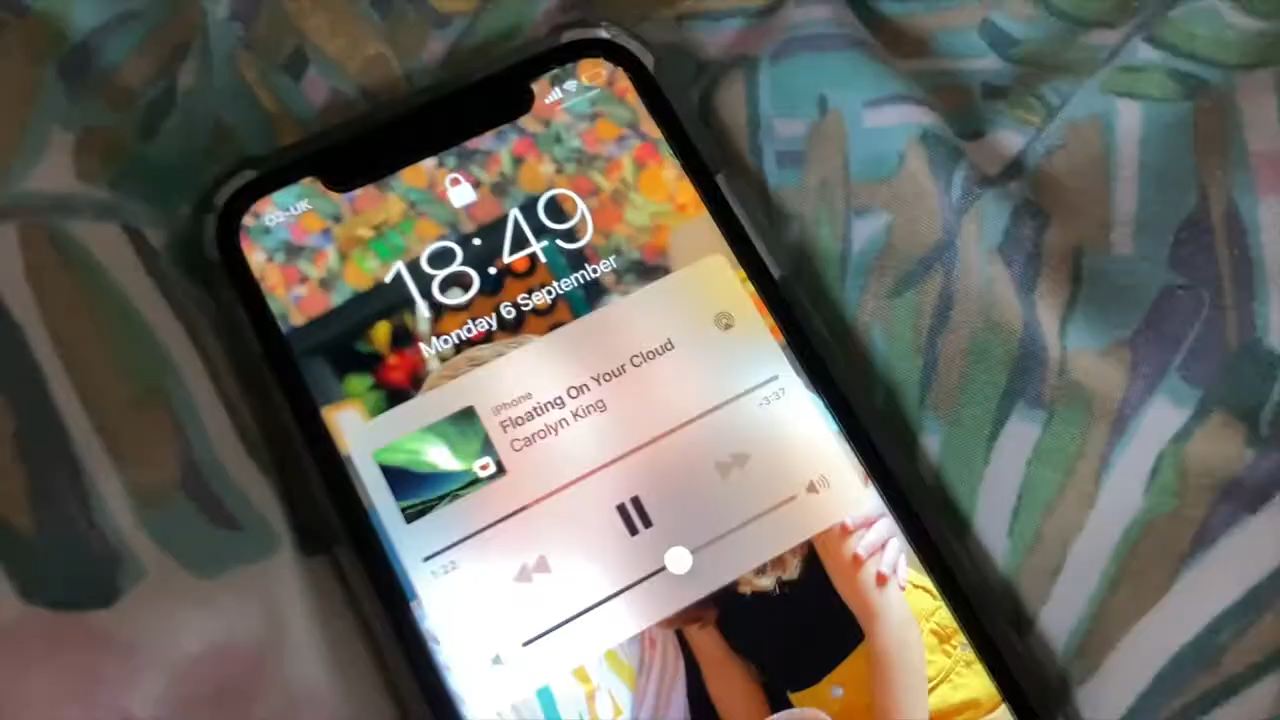 O2-UK
18:49
Monday 6 September
iPhone
Floating On Your Cloud
Carolyn King
1:22
-3:37